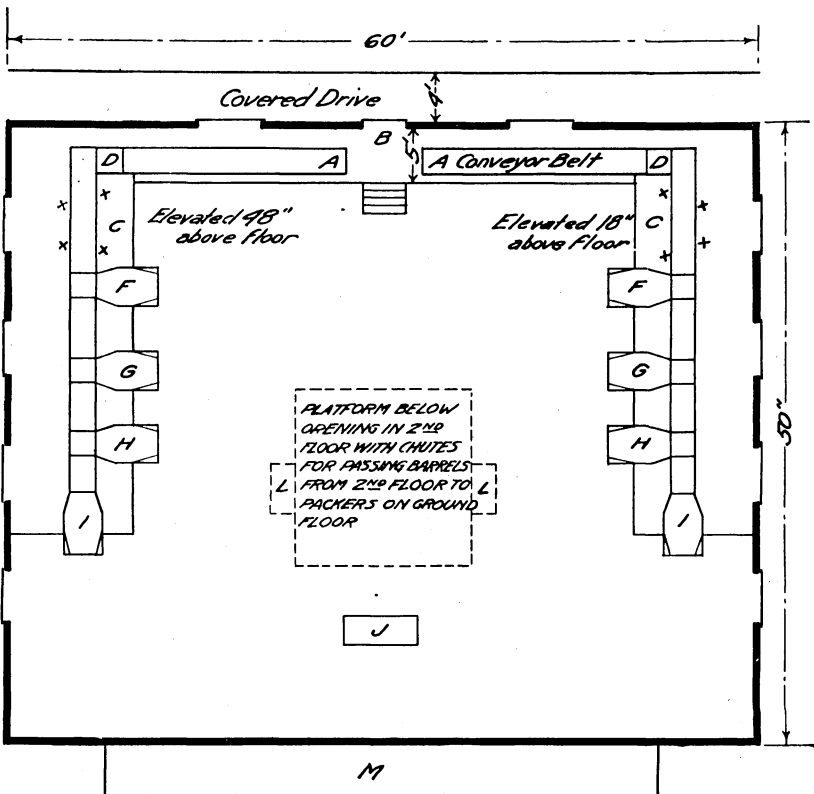 60'
Covered Drive
4'
B
5'
D A
A Conveyor Belt D
C
Elevated 48"
above Floor
Elevated 18"
above Floor
C
F
F
G
G
H
H
PLATFORM BELOW
OPENING IN 2ND
FLOOR WITH CHUTES
FOR PASSING BARRELS
FROM 2ND FLOOR TO
PACKERS ON GROUND
FLOOR
L
L
I
I
50"
J
M